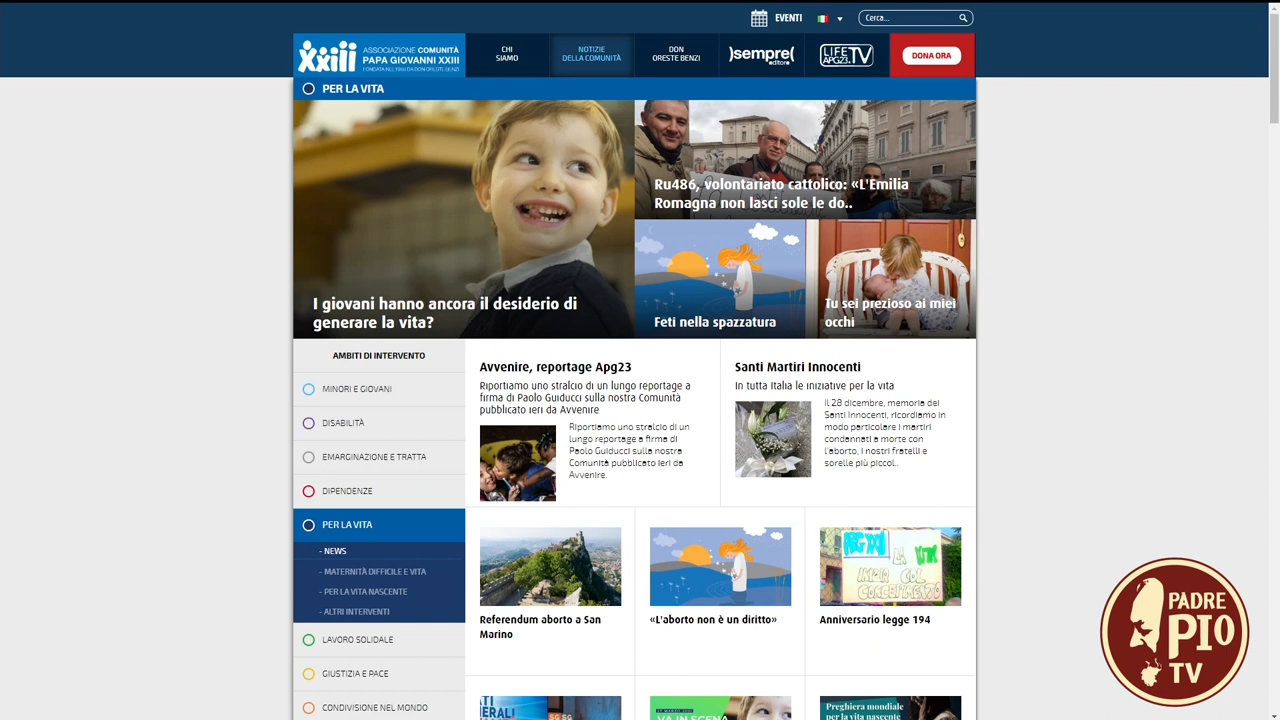 EVENTI
Cerca...
XXIII
ASSOCIAZIONE COMUNITÀ
PAPA GIOVANNI XXIII
CHI
SIAMO
NOTIZIE
DELLA COMUNITÀ
DON
ORESTE BENZI
)sempre(
editore
LIFE TV
APG23.
DONA ORA
PER LA VITA
I giovani hanno ancora il desiderio di
generare la vita?
Ru486, volontariato cattolico: «L'Emilia
Romagna non lasci sole le do..
Feti nella spazzatura
Tu sei prezioso ai miei
occhi
AMBITI DI INTERVENTO
MINORI E GIOVANI
DISABILITÀ
EMARGINAZIONE E TRATTA
DIPENDENZE
PER LA VITA
- NEWS
- MATERNITÀ DIFFICILE E VITA
- PER LA VITA NASCENTE
- ALTRI INTERVENTI
LAVORO SOLIDALE
GIUSTIZIA E PACE
CONDIVISIONE NEL MONDO
Avvenire, reportage Apg23
Riportiamo uno stralcio di un lungo reportage a
firma di Paolo Guiducci sulla nostra Comunità
pubblicato ieri da Avvenire
Riportiamo uno stralcio di un
lungo reportage a firma di
Paolo Guiducci sulla nostra
Comunità pubblicato ieri da
Avvenire.
Santi Martiri Innocenti
In tutta Italia le iniziative per la vita
Il 28 dicembre, memoria dei
Santi Innocenti, ricordiamo in
modo particolare i martiri
condannati a morte con
l'aborto, i nostri fratelli e
sorelle più piccol..
Referendum aborto a San
Marino
«L'aborto non è un diritto»
Anniversario legge 194
VA IN SCENA
Preghiera mondiale
per la vita nascente
PADRE
PIO
TV